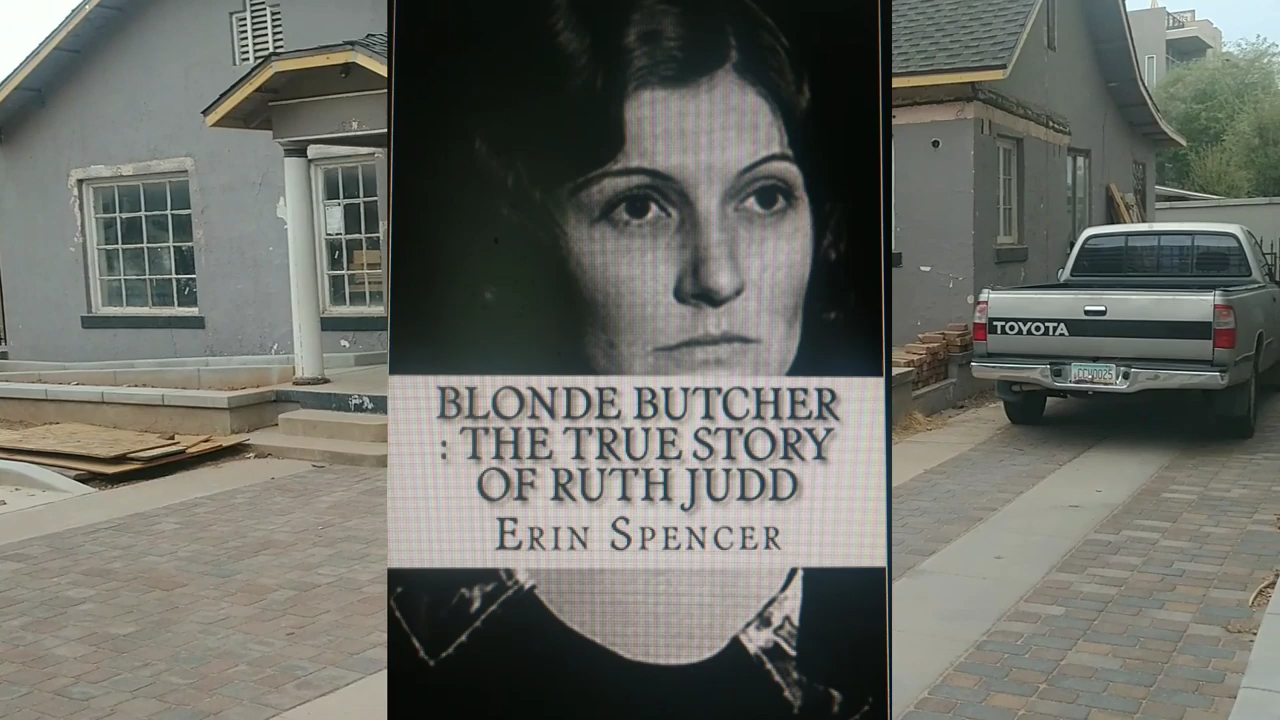 BLONDE BUTCHER
: THE TRUE STORY
OF RUTH JUDD
ERIN SPENCER
TOYOTA